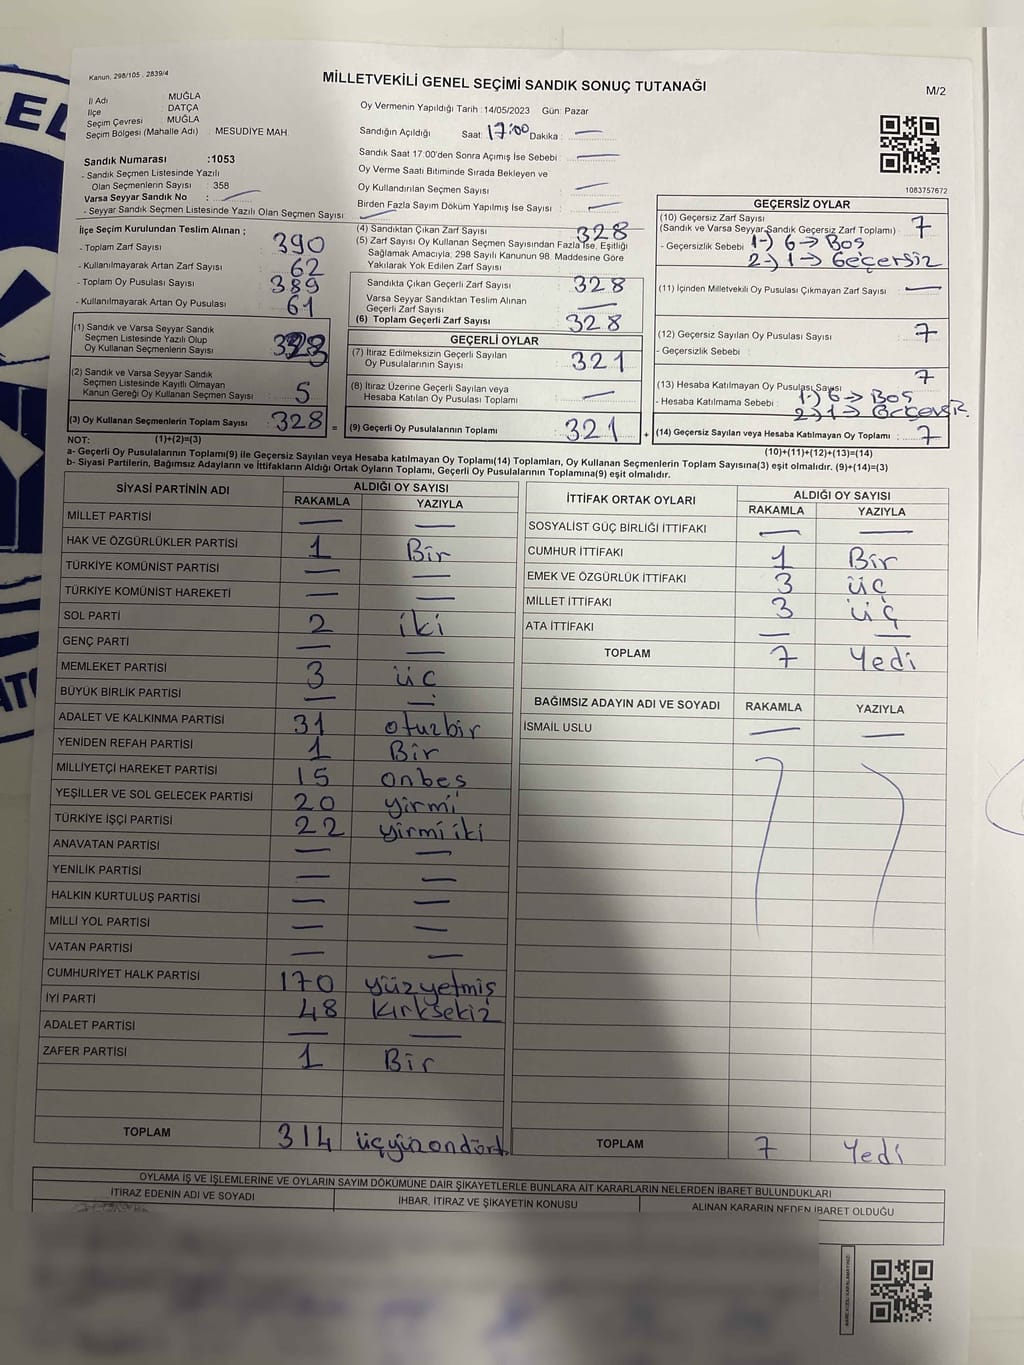 Kanun, 298/105 , 2839/4
MİLLETVEKİLİ GENEL SEÇİMİ SANDIK SONUÇ TUTANAĞI
M/2
İl Adı MUĞLA
İlçe DATÇA
Seçim Çevresi MUĞLA
Seçim Bölgesi (Mahalle Adı) : MESUDİYE MAH
Sandık Numarası :1053
- Sandık Seçmen Listesinde Yazılı
Olan Seçmenlerin Sayısı : 358
Varsa Seyyar Sandık No : —
- Seyyar Sandık Seçmen Listesinde Yazılı Olan Seçmen Sayısı: —
Oy Vermenin Yapıldığı Tarih :14/05/2023 Gün: Pazar
Sandığın Açıldığı Saat: 17:00 Dakika : —
Sandık Saat 17:00'den Sonra Açımış İse Sebebi : —
Oy Verme Saati Bitiminde Sırada Bekleyen ve
Oy Kullandırılan Seçmen Sayısı : —
Birden Fazla Sayım Döküm Yapılmış İse Sayısı : —
1083757672
İlçe Seçim Kurulundan Teslim Alınan ;
- Toplam Zarf Sayısı : 390
- Kullanılmayarak Artan Zarf Sayısı : 62
- Toplam Oy Pusulası Sayısı : 389
- Kullanılmayarak Artan Oy Pusulası : 61
(1) Sandık ve Varsa Seyyar Sandık
Seçmen Listesinde Yazılı Olup
Oy Kullanan Seçmenlerin Sayısı : 323
(2) Sandık ve Varsa Seyyar Sandık
Seçmen Listesinde Kayıtlı Olmayan
Kanun Gereği Oy Kullanan Seçmen Sayısı : 5
(3) Oy Kullanan Seçmenlerin Toplam Sayısı : 328 =
(4) Sandıktan Çıkan Zarf Sayısı : 328
(5) Zarf Sayısı Oy Kullanan Seçmen Sayısından Fazla İse, Eşitliği
Sağlamak Amacıyla, 298 Sayılı Kanunun 98. Maddesine Göre
Yakılarak Yok Edilen Zarf Sayısı :
Sandıkta Çıkan Geçerli Zarf Sayısı : 328
Varsa Seyyar Sandıktan Teslim Alınan
Geçerli Zarf Sayısı : —
(6) Toplam Geçerli Zarf Sayısı : 328
GEÇERLİ OYLAR
(7) İtiraz Edilmeksizin Geçerli Sayılan
Oy Pusulalarının Sayısı : 321
(8) İtiraz Üzerine Geçerli Sayılan veya
Hesaba Katılan Oy Pusulası Toplamı : —
(9) Geçerli Oy Pusulalarının Toplamı : 321 +
GEÇERSİZ OYLAR
(10) Geçersiz Zarf Sayısı
(Sandık ve Varsa Seyyar Sandık Geçersiz Zarf Toplamı) : 7
- Geçersizlik Sebebi : 1-) 6 → Boş
2-) 1 → Geçersiz
(11) İçinden Milletvekili Oy Pusulası Çıkmayan Zarf Sayısı : —
(12) Geçersiz Sayılan Oy Pusulası Sayısı : 7
- Geçersizlik Sebebi :
(13) Hesaba Katılmayan Oy Pusulası Sayısı : 7
- Hesaba Katılmama Sebebi : 1-) 6 → Boş
2-) 1 →
(14) Geçersiz Sayılan veya Hesaba Katılmayan Oy Toplamı : 7
NOT: (1)+(2)=(3)
(10)+(11)+(12)+(13)=(14)
a- Geçerli Oy Pusulalarının Toplamı(9) ile Geçersiz Sayılan veya Hesaba katılmayan Oy Toplamı(14) Toplamları, Oy Kullanan Seçmenlerin Toplam Sayısına(3) eşit olmalıdır. (9)+(14)=(3)
b- Siyasi Partilerin, Bağımsız Adayların ve İttifakların Aldığı Ortak Oyların Toplamı, Geçerli Oy Pusulalarının Toplamına(9) eşit olmalıdır.
SİYASİ PARTİNİN ADI ALDIĞI OY SAYISI
RAKAMLA YAZIYLA
MİLLET PARTİSİ — —
HAK VE ÖZGÜRLÜKLER PARTİSİ 1 Bir
TÜRKİYE KOMÜNİST PARTİSİ — —
TÜRKİYE KOMÜNİST HAREKETİ — —
SOL PARTİ 2 iki
GENÇ PARTİ — —
MEMLEKET PARTİSİ 3 üç
BÜYÜK BİRLİK PARTİSİ — —
ADALET VE KALKINMA PARTİSİ 31 otuzbir
YENİDEN REFAH PARTİSİ 1 Bir
MİLLİYETÇİ HAREKET PARTİSİ 15 onbeş
YEŞİLLER VE SOL GELECEK PARTİSİ 20 yirmi
TÜRKİYE İŞÇİ PARTİSİ 22 yirmi iki
ANAVATAN PARTİSİ — —
YENİLİK PARTİSİ — —
HALKIN KURTULUŞ PARTİSİ — —
MİLLİ YOL PARTİSİ — —
VATAN PARTİSİ — —
CUMHURİYET HALK PARTİSİ 170 yüzyetmiş
İYİ PARTİ 48 kırksekiz
ADALET PARTİSİ — —
ZAFER PARTİSİ 1 Bir
TOPLAM 314 üçyüzondört
İTTİFAK ORTAK OYLARI ALDIĞI OY SAYISI
RAKAMLA YAZIYLA
SOSYALİST GÜÇ BİRLİĞİ İTTİFAKI — —
CUMHUR İTTİFAKI 1 Bir
EMEK VE ÖZGÜRLÜK İTTİFAKI 3 üç
MİLLET İTTİFAKI 3 üç
ATA İTTİFAKI — —
TOPLAM 7 Yedi
BAĞIMSIZ ADAYIN ADI VE SOYADI RAKAMLA YAZIYLA
İSMAİL USLU — —
TOPLAM 7 Yedi
OYLAMA İŞ VE İŞLEMLERİNE VE OYLARIN SAYIM DÖKÜMÜNE DAİR ŞİKAYETLERLE BUNLARA AİT KARARLARIN NELERDEN İBARET BULUNDUKLARI
İTİRAZ EDENİN ADI VE SOYADI İHBAR, İTİRAZ VE ŞİKAYETİN KONUSU ALINAN KARARIN NEDEN İBARET OLDUĞU